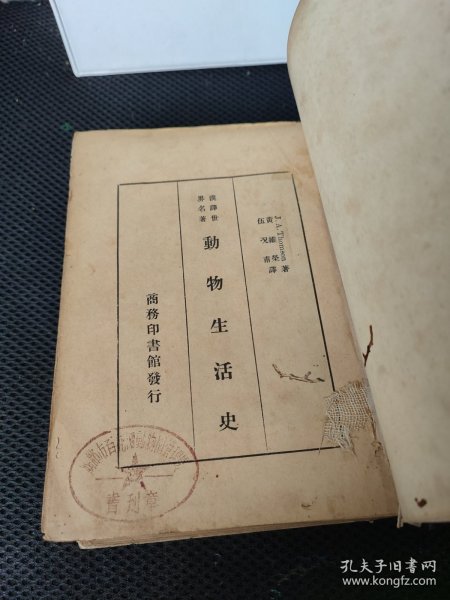 J. A. Thomson 著
黃維榮
伍況甫 譯
漢譯世
界名著
動物生活史
商務印書館發行
書刊章
孔夫子旧书网
www.kongfz.com